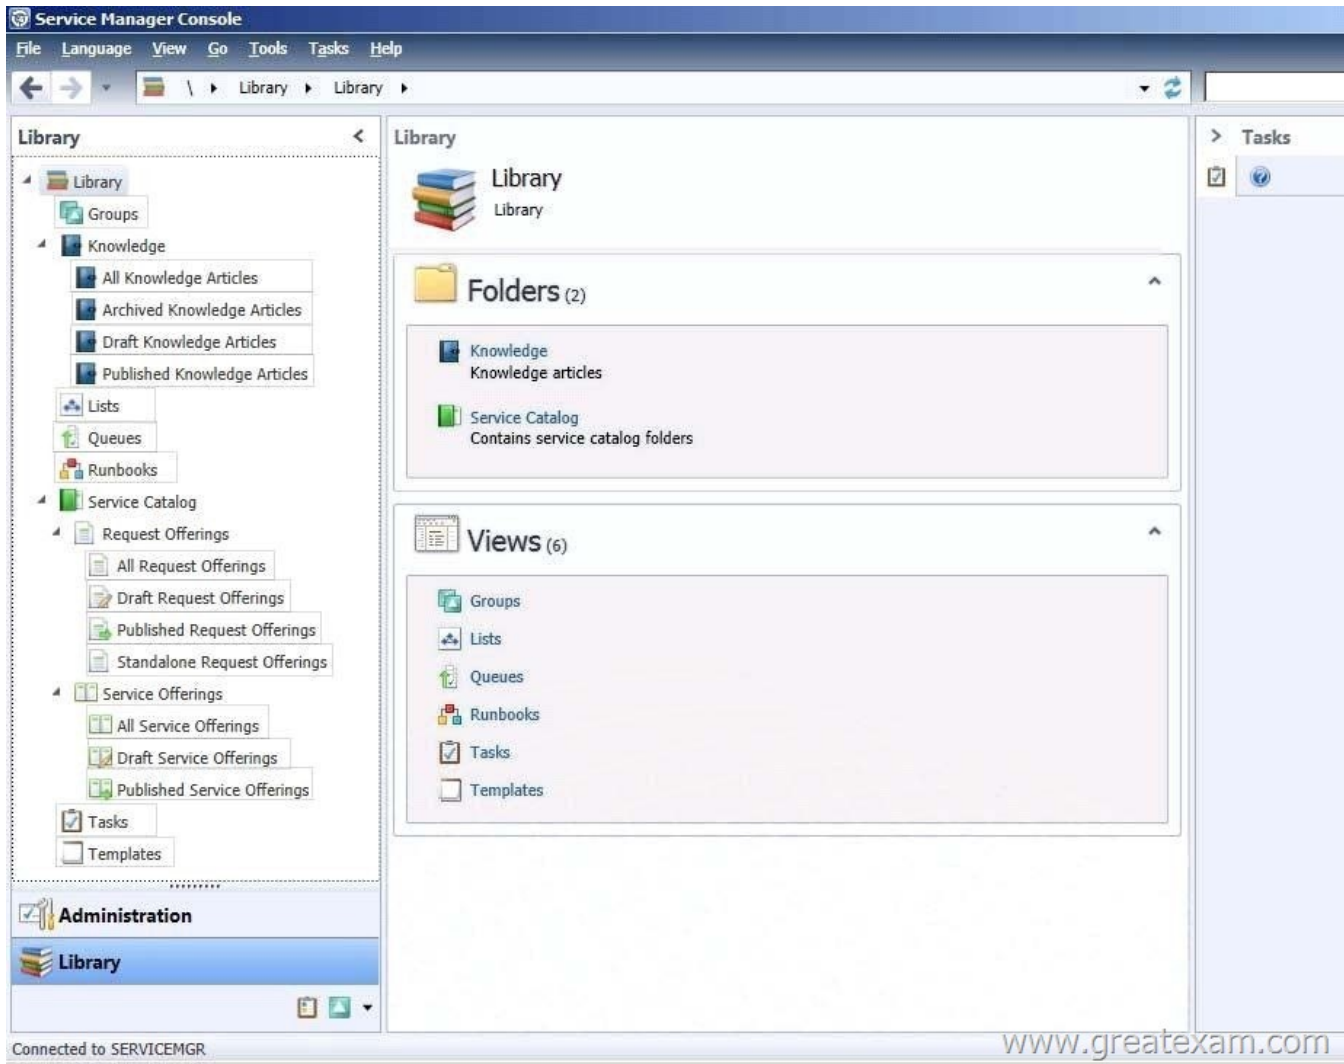 Service Manager Console
File Language View Go Tools Tasks Help
\ Library Library
Library
Library
Groups
Knowledge
All Knowledge Articles
Archived Knowledge Articles
Draft Knowledge Articles
Published Knowledge Articles
Lists
Queues
Runbooks
Service Catalog
Request Offerings
All Request Offerings
Draft Request Offerings
Published Request Offerings
Standalone Request Offerings
Service Offerings
All Service Offerings
Draft Service Offerings
Published Service Offerings
Tasks
Templates
Administration
Library
Library
Library
Library
Folders (2)
Knowledge
Knowledge articles
Service Catalog
Contains service catalog folders
Views (6)
Groups
Lists
Queues
Runbooks
Tasks
Templates
Tasks
Connected to SERVICEMGR
www.greatexam.com